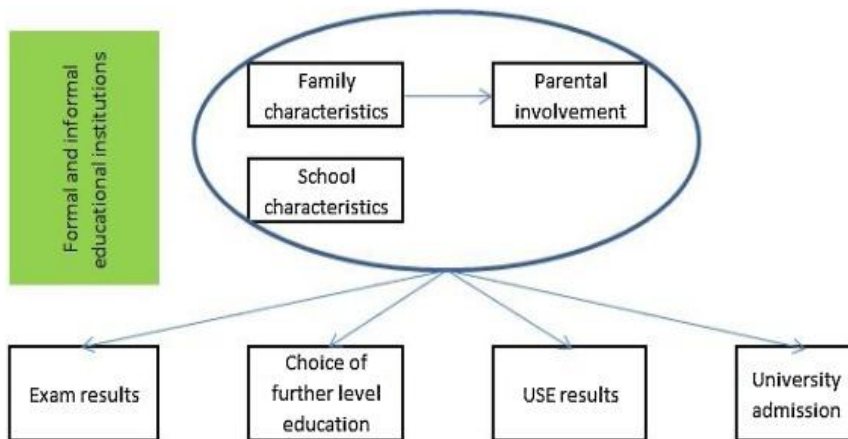 Formal and informal
educational institutions
Family
characteristics
Parental
involvement
School
characteristics
Exam results
Choice of
further level
education
USE results
University
admission